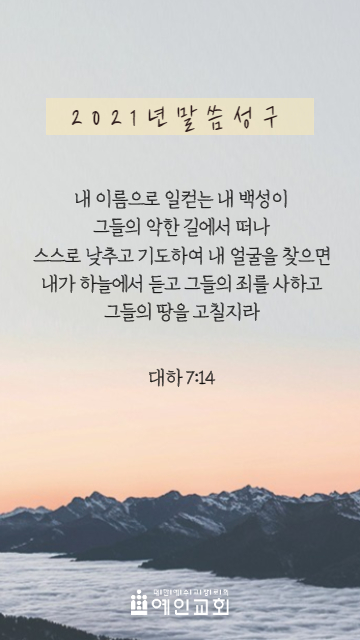 2021년말씀성구
내 이름으로 일컫는 내 백성이
그들의 악한 길에서 떠나
스스로 낮추고 기도하여 내 얼굴을 찾으면
내가 하늘에서 듣고 그들의 죄를 사하고
그들의 땅을 고칠지라
대하 7:14
예인교회